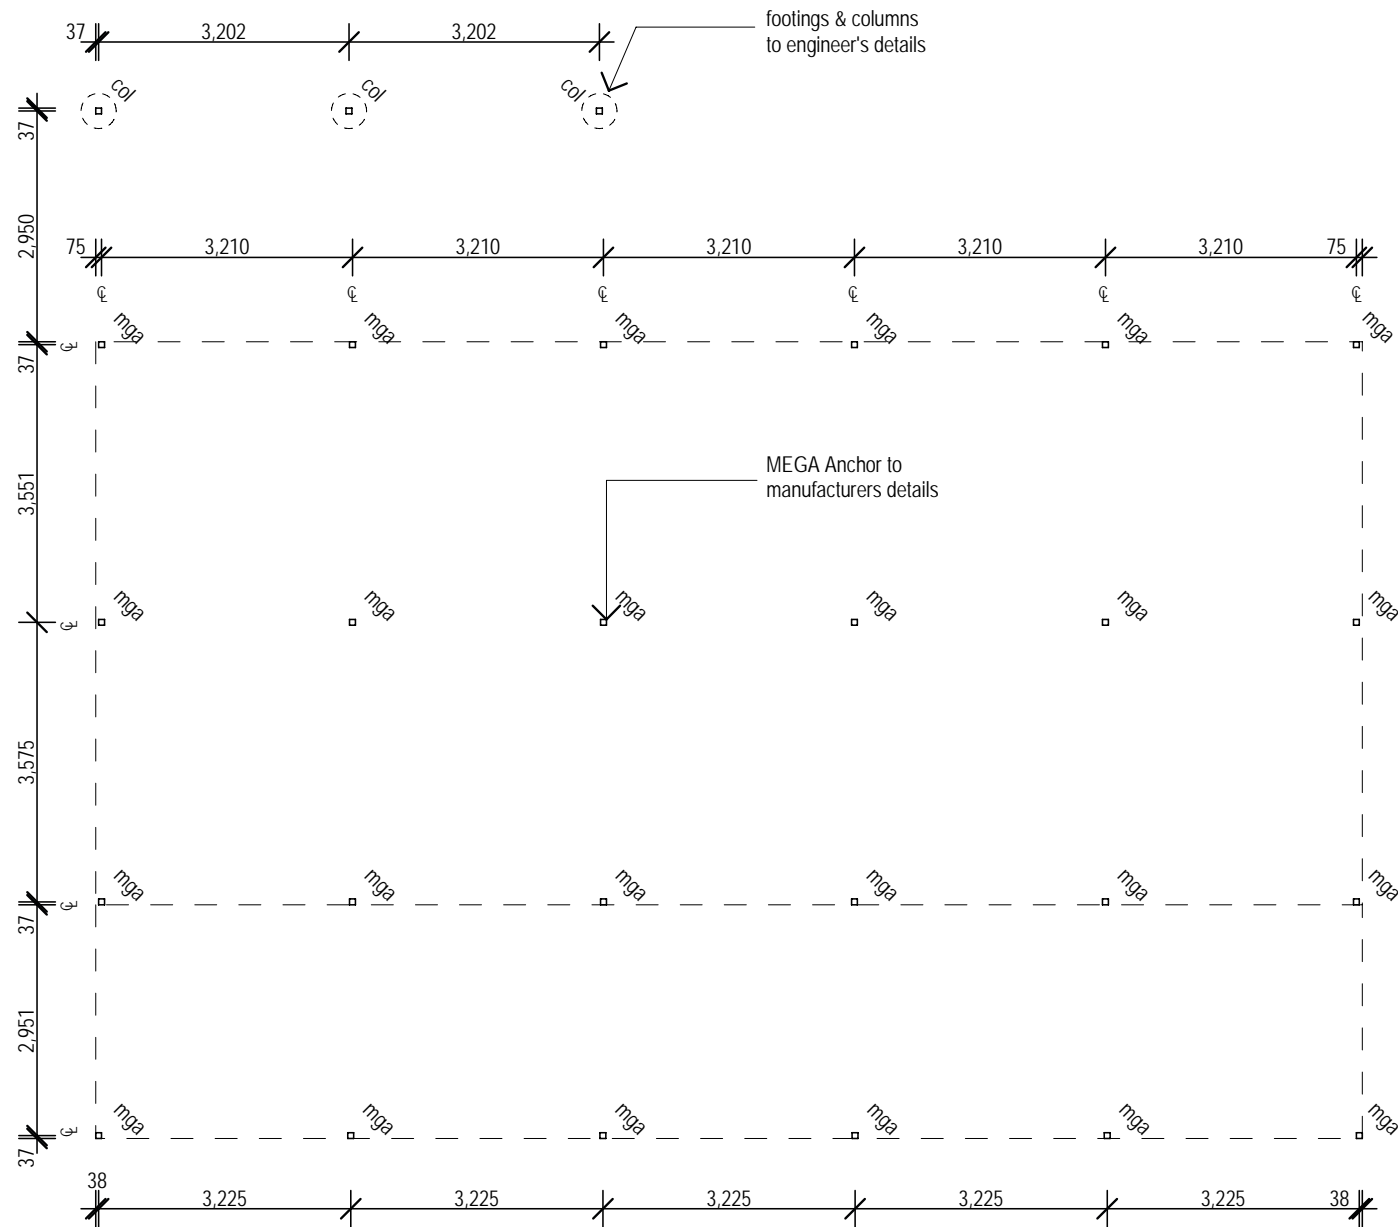 footings & columns
to engineer's details
37 3,202 3,202
col col col
37
2,950
75 3,210 3,210 3,210 3,210 3,210 75
℄ ℄ ℄ ℄ ℄ ℄
mga mga mga mga mga mga
37 ℄
3,551
MEGA Anchor to
manufacturers details
mga mga mga mga mga mga
℄
3,575
mga mga mga mga mga mga
37 ℄
2,951
mga mga mga mga mga mga
37 ℄
38 3,225 3,225 3,225 3,225 3,225 38